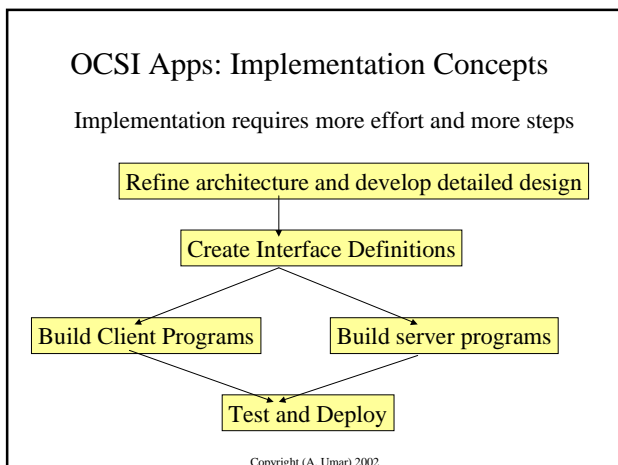 OCSI Apps: Implementation Concepts
Implementation requires more effort and more steps
Refine architecture and develop detailed design
Create Interface Definitions
Build Client Programs
Build server programs
Test and Deploy
Copyright (A. Umar) 2002